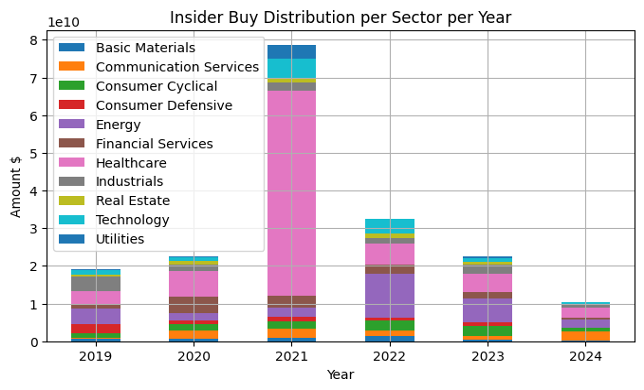 Insider Buy Distribution per Sector per Year
1e10
8
7
6
5
4
3
2
1
0
Amount $
Basic Materials
Communication Services
Consumer Cyclical
Consumer Defensive
Energy
Financial Services
Healthcare
Industrials
Real Estate
Technology
Utilities
2019 2020 2021 2022 2023 2024
Year